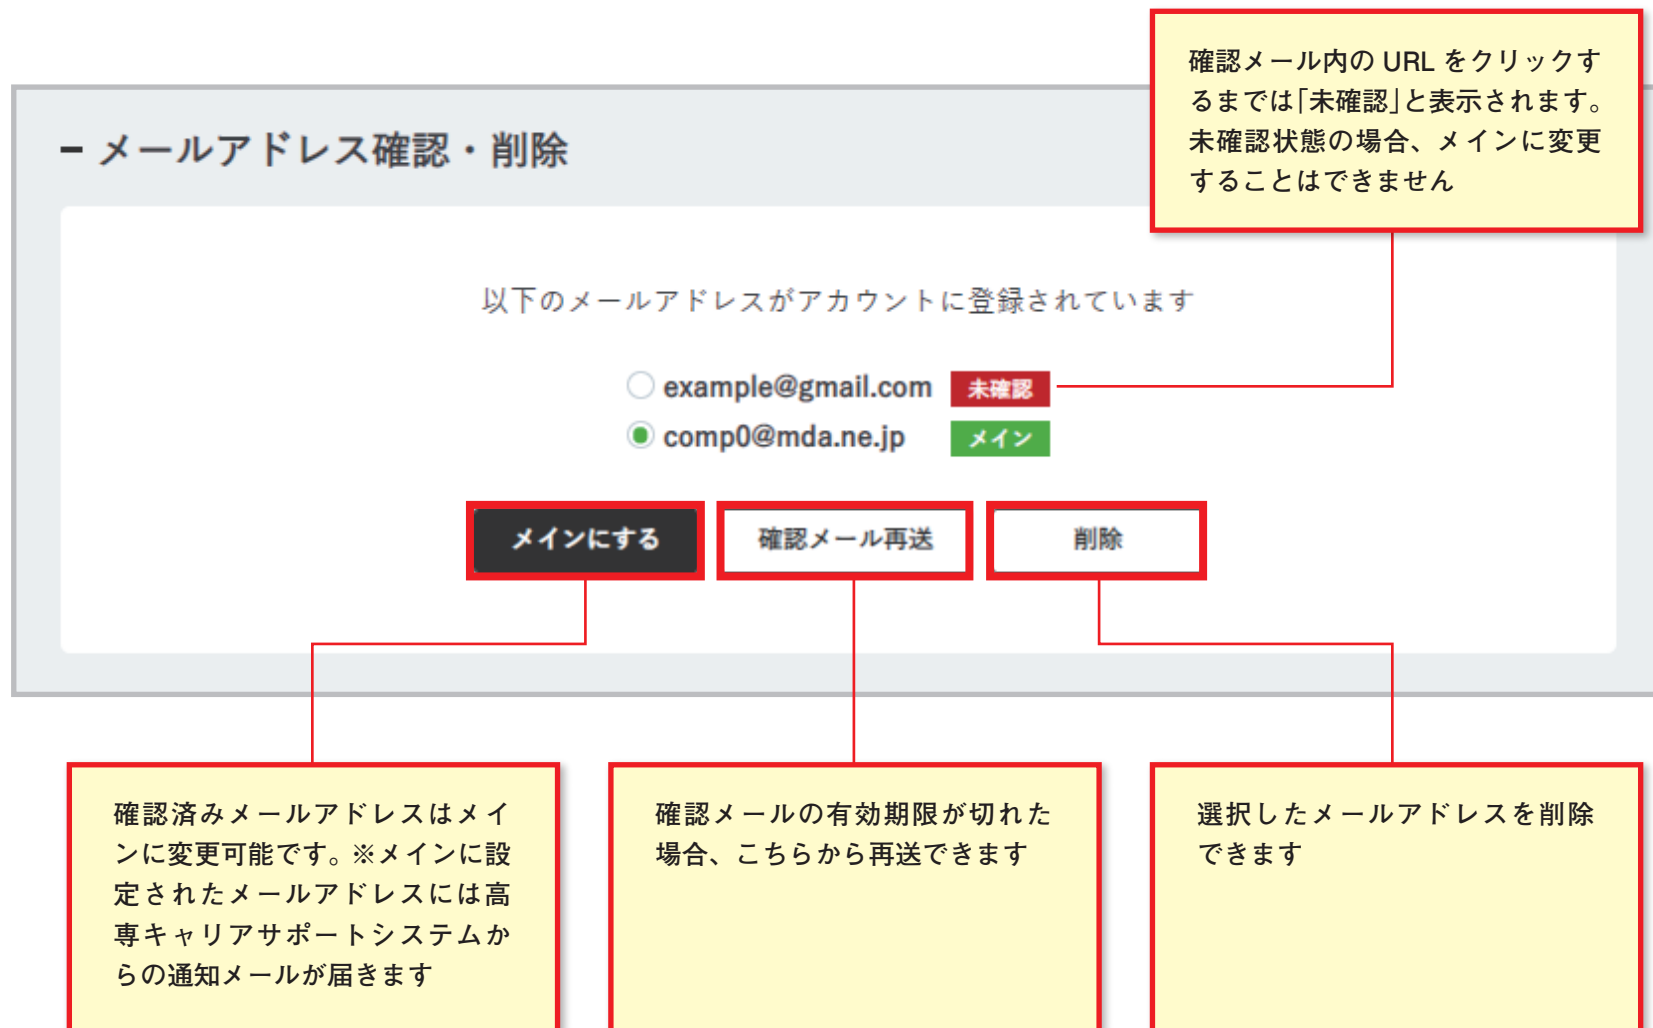 確認メール内の URL をクリックす
るまでは「未確認」と表示されます。
未確認状態の場合、メインに変更
することはできません
− メールアドレス確認・削除
以下のメールアドレスがアカウントに登録されています
example@gmail.com 未確認
comp0@mda.ne.jp メイン
メインにする 確認メール再送 削除
確認済みメールアドレスはメイ
ンに変更可能です。※メインに設
定されたメールアドレスには高
専キャリアサポートシステムか
らの通知メールが届きます
確認メールの有効期限が切れた
場合、こちらから再送できます
選択したメールアドレスを削除
できます